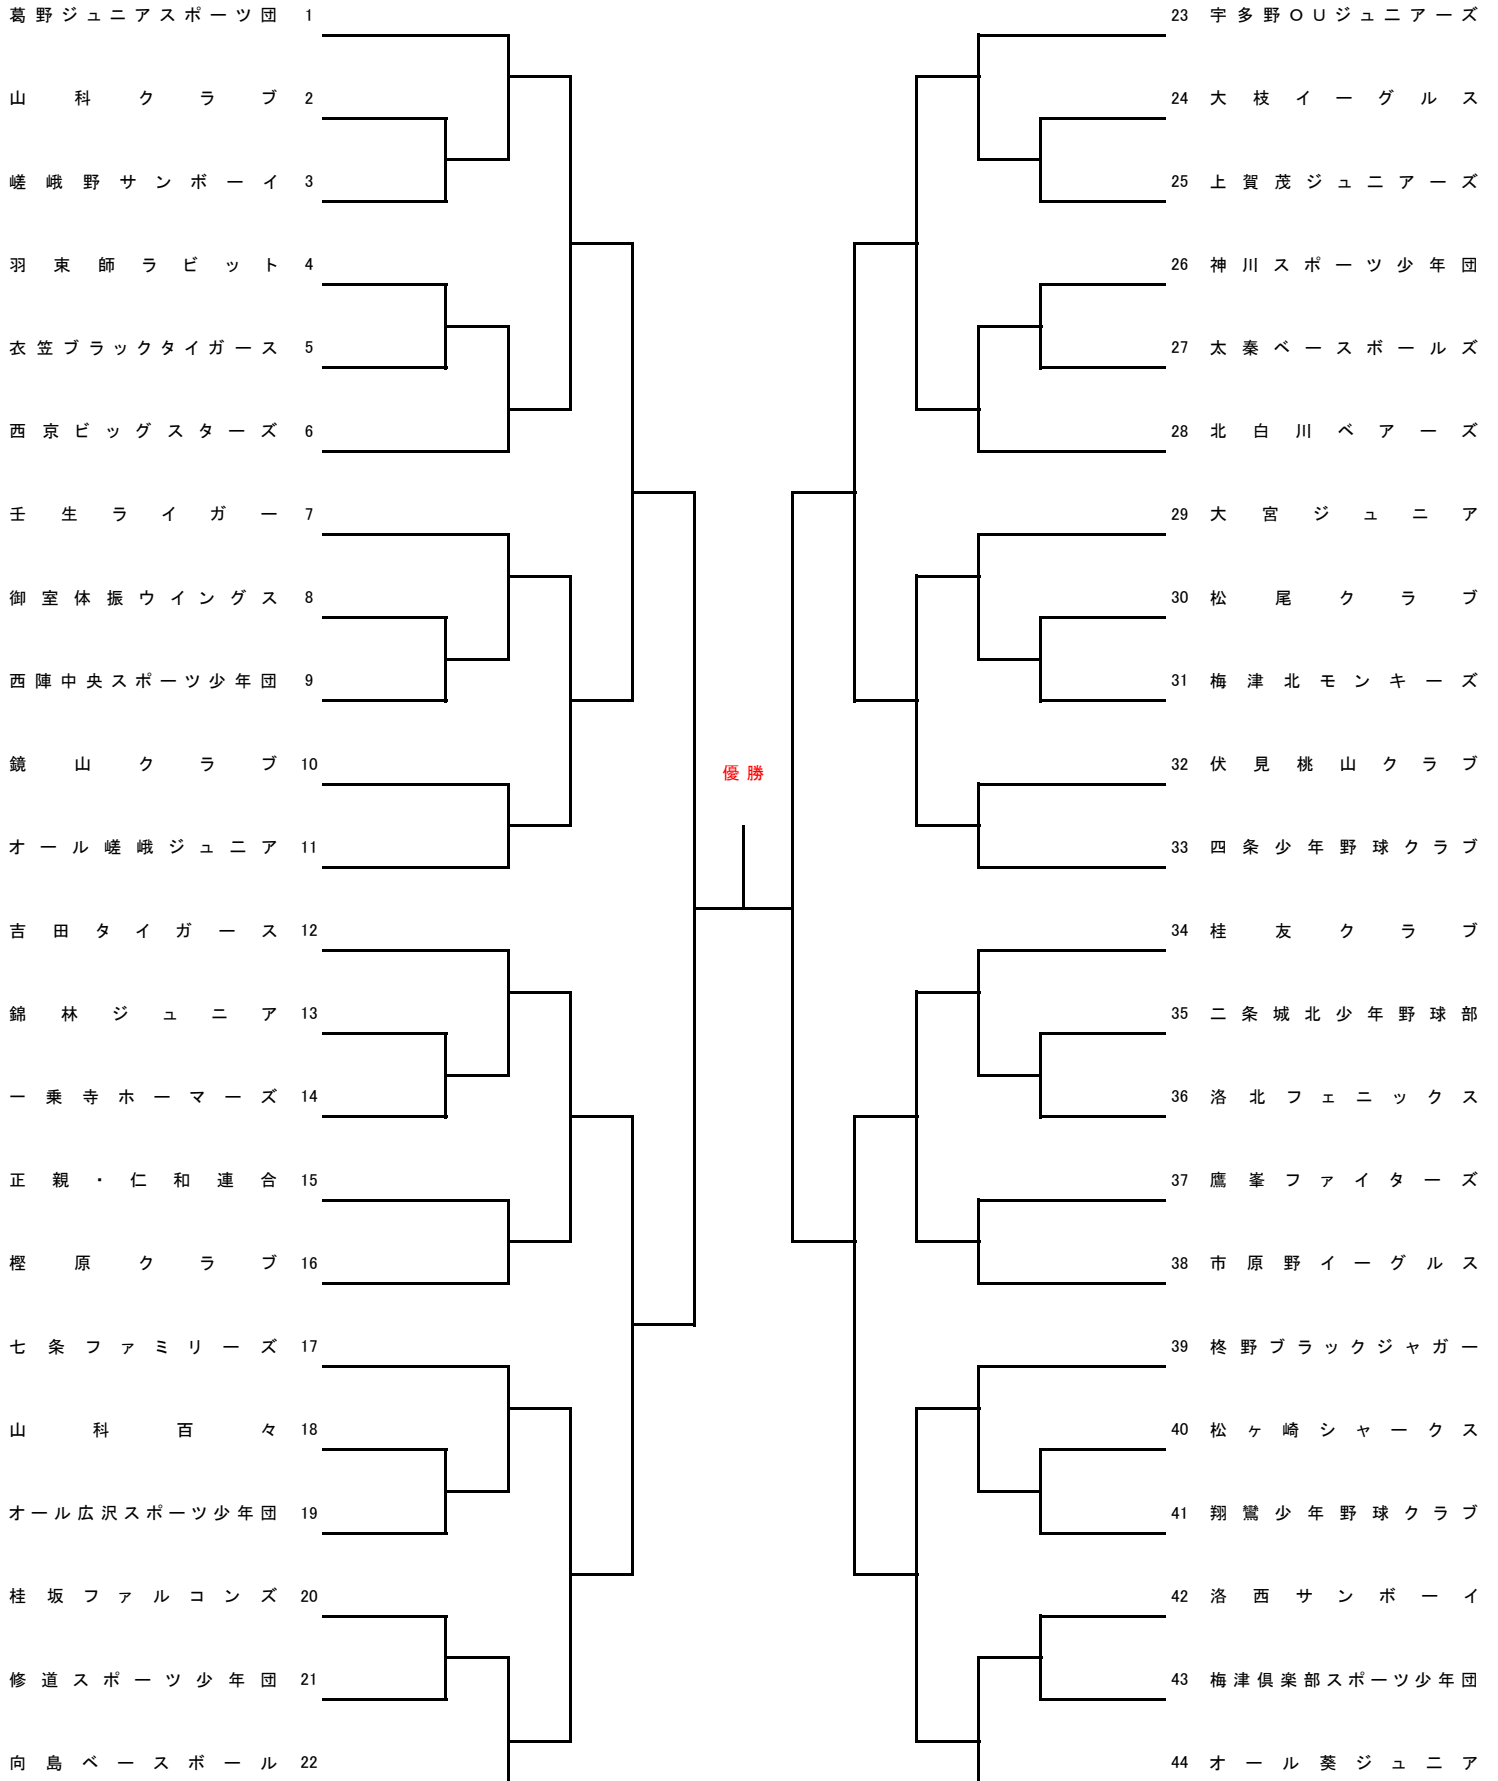 葛野ジュニアスポーツ団 1
山科クラブ 2
嵯峨野サンボーイ 3
羽束師ラビット 4
衣笠ブラックタイガース 5
西京ビッグスターズ 6
壬生ライガー 7
御室体振ウイングス 8
西陣中央スポーツ少年団 9
鏡山クラブ 10
オール嵯峨ジュニア 11
吉田タイガース 12
錦林ジュニア 13
一乗寺ホーマーズ 14
正親・仁和連合 15
樫原クラブ 16
七条ファミリーズ 17
山科百々 18
オール広沢スポーツ少年団 19
桂坂ファルコンズ 20
修道スポーツ少年団 21
向島ベースボール 22
優勝
23 宇多野OUジュニアーズ
24 大枝イーグルス
25 上賀茂ジュニアーズ
26 神川スポーツ少年団
27 太秦ベースボールズ
28 北白川ベアーズ
29 大宮ジュニア
30 松尾クラブ
31 梅津北モンキーズ
32 伏見桃山クラブ
33 四条少年野球クラブ
34 桂友クラブ
35 二条城北少年野球部
36 洛北フェニックス
37 鷹峯ファイターズ
38 市原野イーグルス
39 柊野ブラックジャガー
40 松ヶ崎シャークス
41 翔鸞少年野球クラブ
42 洛西サンボーイ
43 梅津倶楽部スポーツ少年団
44 オール葵ジュニア